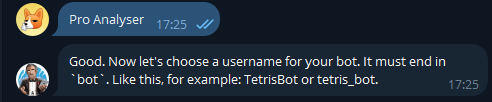 Pro Analyser
17:25
Good. Now let's choose a username for your bot. It must end in
`bot`. Like this, for example: TetrisBot or tetris_bot.
17:25